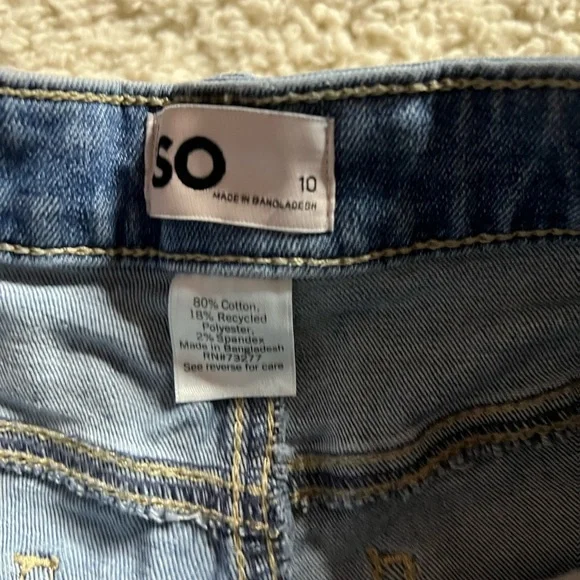 SO
10
MADE IN BANGLADESH
80% Cotton,
18% Recycled
Polyester,
2% Spandex
Made in Bangladesh
RN#73277
See reverse for care